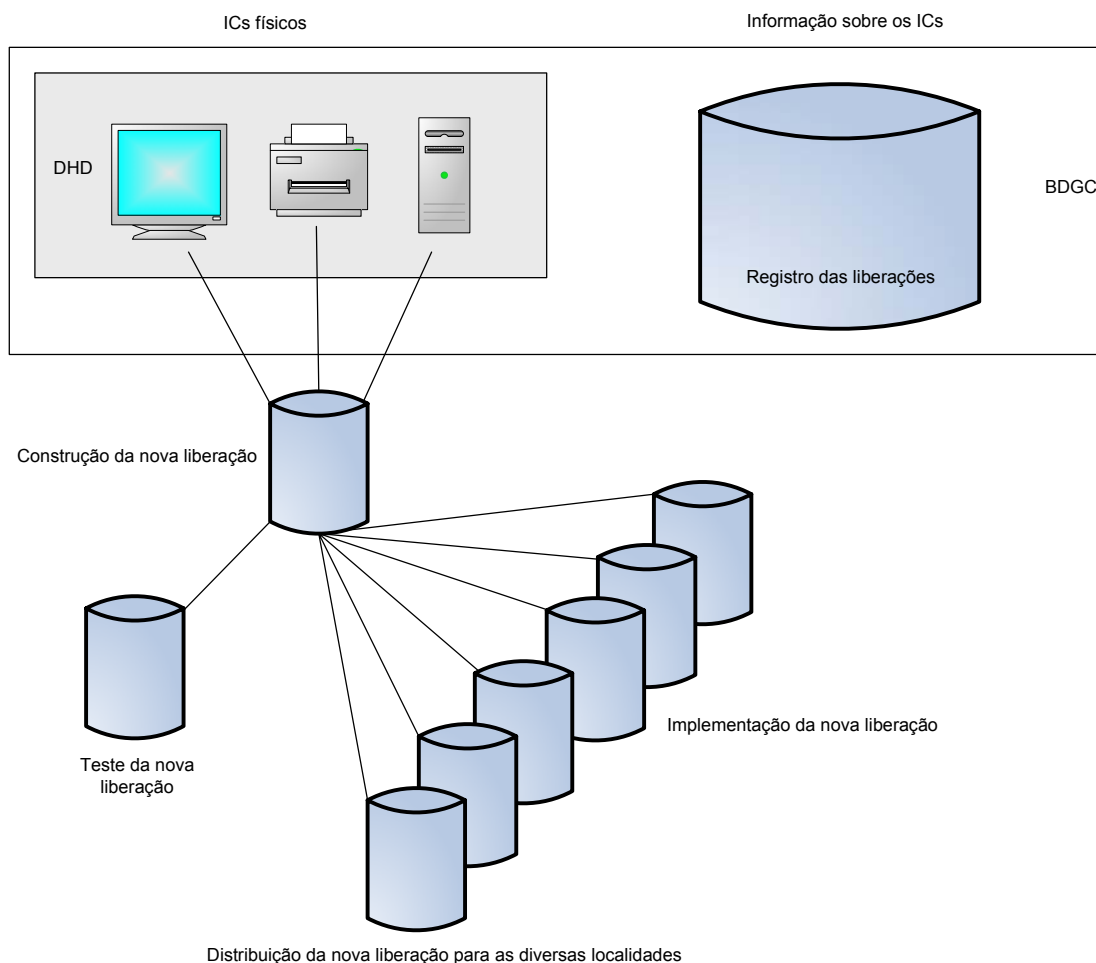 ICs físicos
Informação sobre os ICs
DHD
BDGC
Registro das liberações
Construção da nova liberação
Implementação da nova liberação
Teste da nova
liberação
Distribuição da nova liberação para as diversas localidades